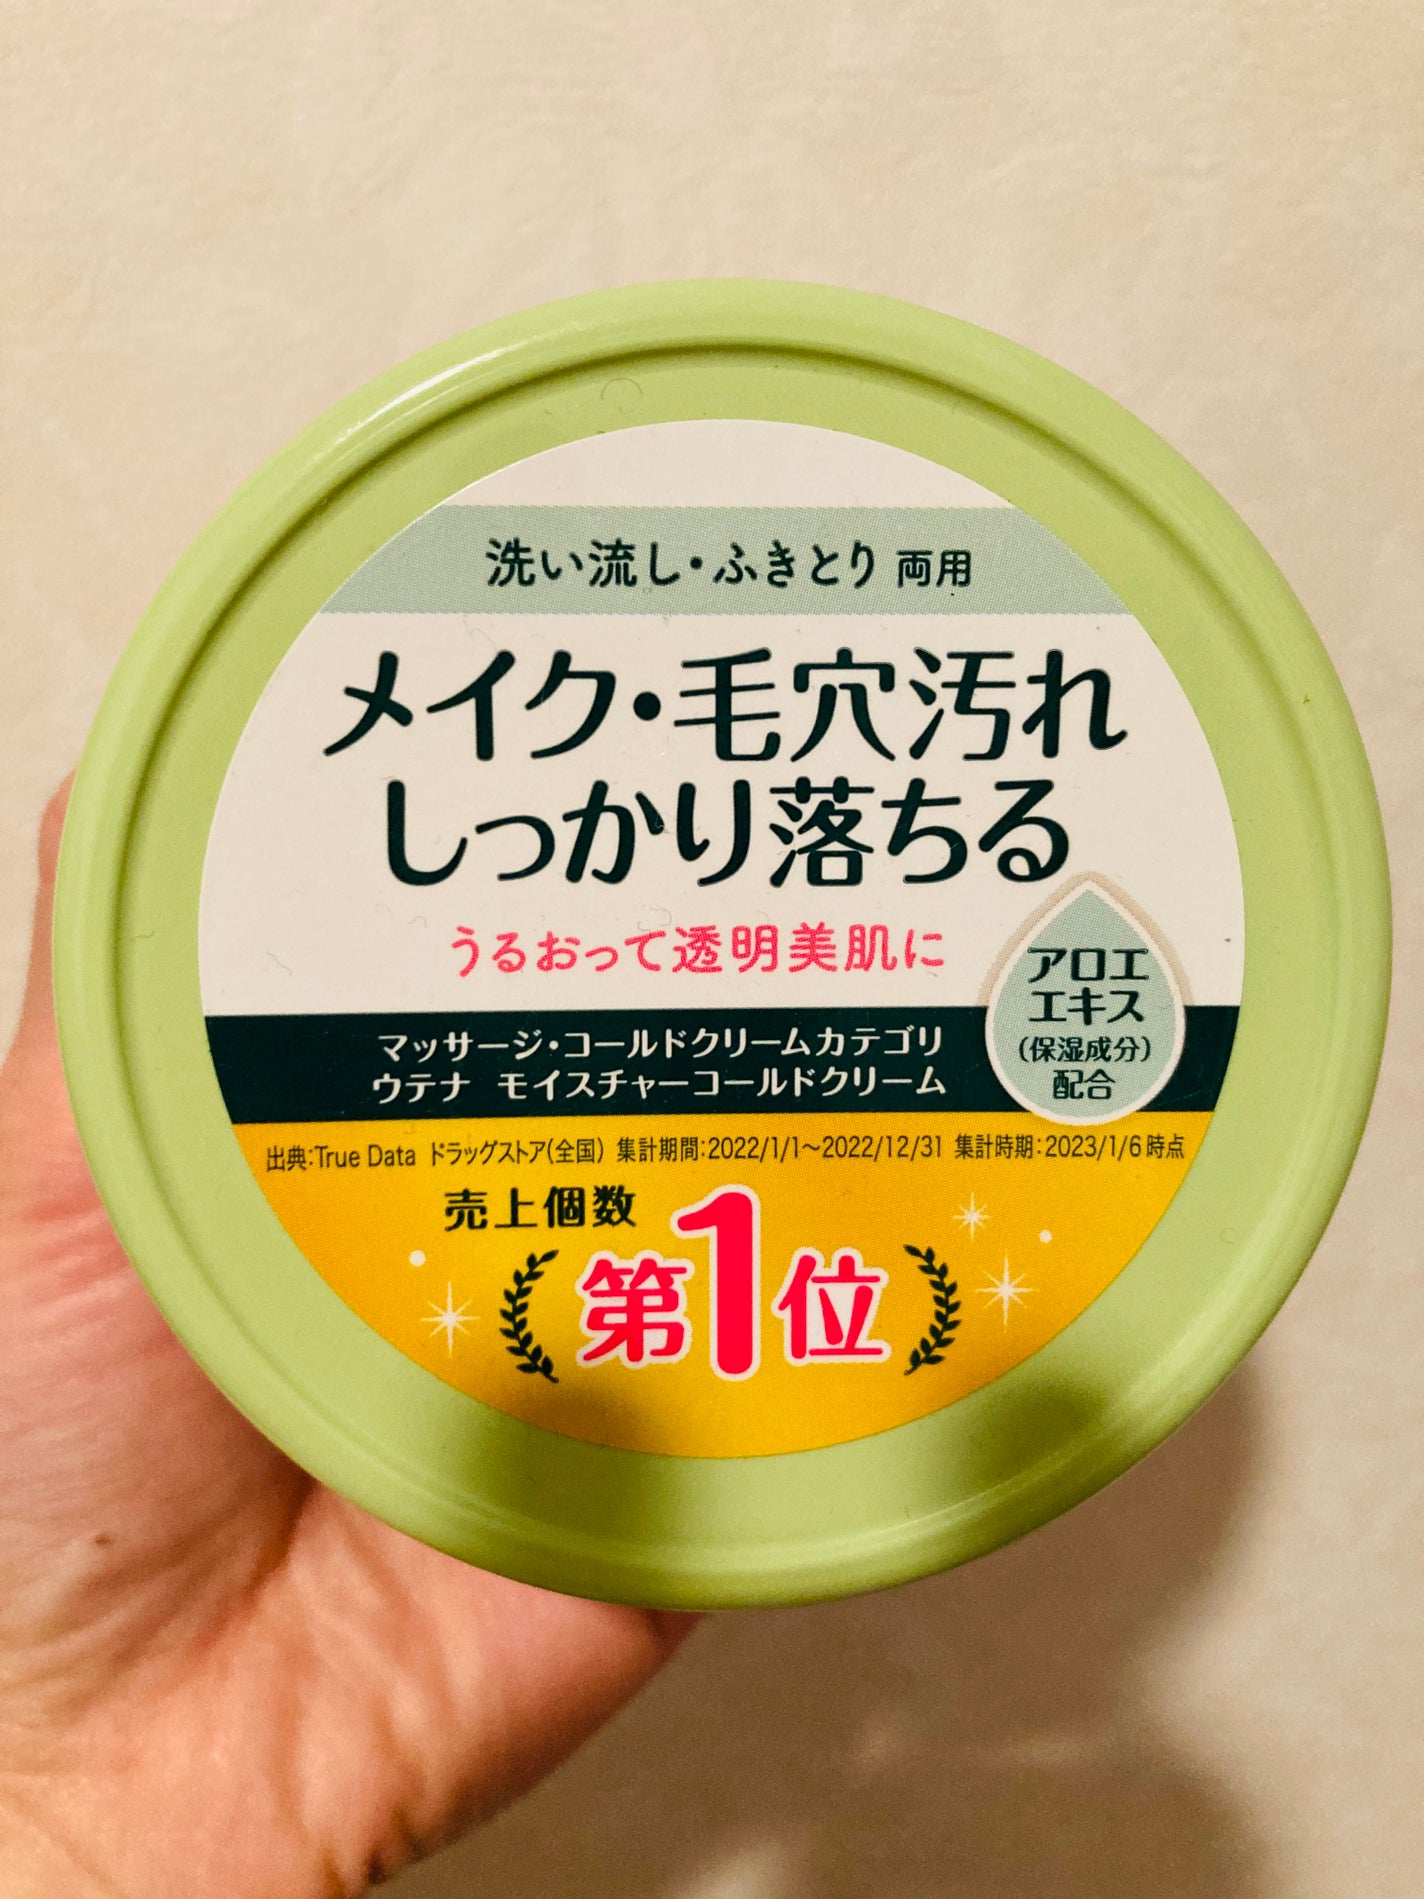 洗い流し・ふきとり 両用
メイク・毛穴汚れ
しっかり落ちる
うるおって透明美肌に
アロエ
エキス
(保湿成分)
配合
マッサージ・コールドクリームカテゴリ
ウテナ モイスチャーコールドクリーム
出典:True Data ドラッグストア(全国) 集計期間:2022/1/1〜2022/12/31 集計時期:2023/1/6時点
売上個数
第1位